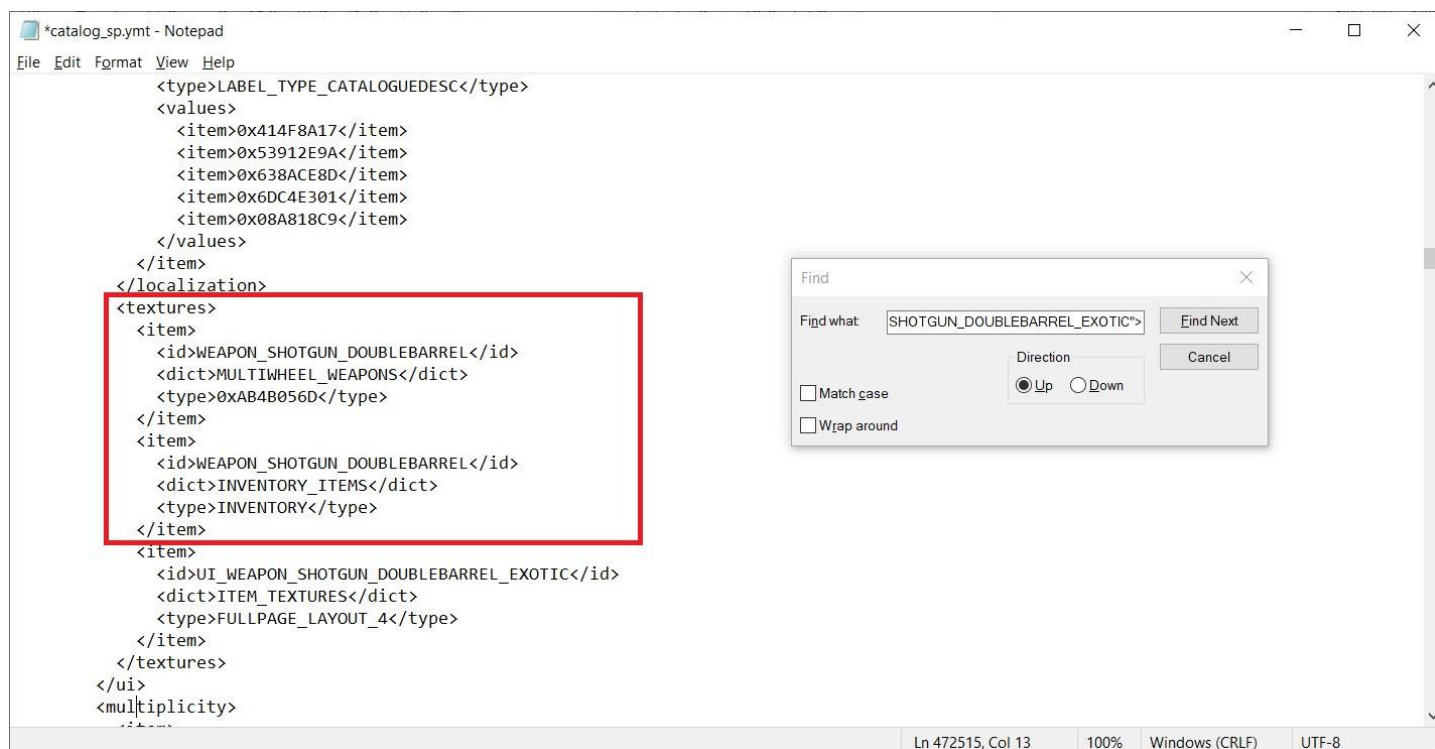 *catalog_sp.ymt - Notepad
File Edit Format View Help
<type>LABEL_TYPE_CATALOGUEDESC</type>
<values>
<item>0x414F8A17</item>
<item>0x53912E9A</item>
<item>0x638ACE8D</item>
<item>0x6DC4E301</item>
<item>0x08A818C9</item>
</values>
</item>
</localization>
<textures>
<item>
<id>WEAPON_SHOTGUN_DOUBLEBARREL</id>
<dict>MULTIWHEEL_WEAPONS</dict>
<type>0xAB4B056D</type>
</item>
<item>
<id>WEAPON_SHOTGUN_DOUBLEBARREL</id>
<dict>INVENTORY_ITEMS</dict>
<type>INVENTORY</type>
</item>
<item>
<id>UI_WEAPON_SHOTGUN_DOUBLEBARREL_EXOTIC</id>
<dict>ITEM_TEXTURES</dict>
<type>FULLPAGE_LAYOUT_4</type>
</item>
</textures>
</ui>
<multiplicity>
Find
Find what: SHOTGUN_DOUBLEBARREL_EXOTIC"> Find Next
Direction Cancel
Up Down
Match case
Wrap around
Ln 472515, Col 13 100% Windows (CRLF) UTF-8